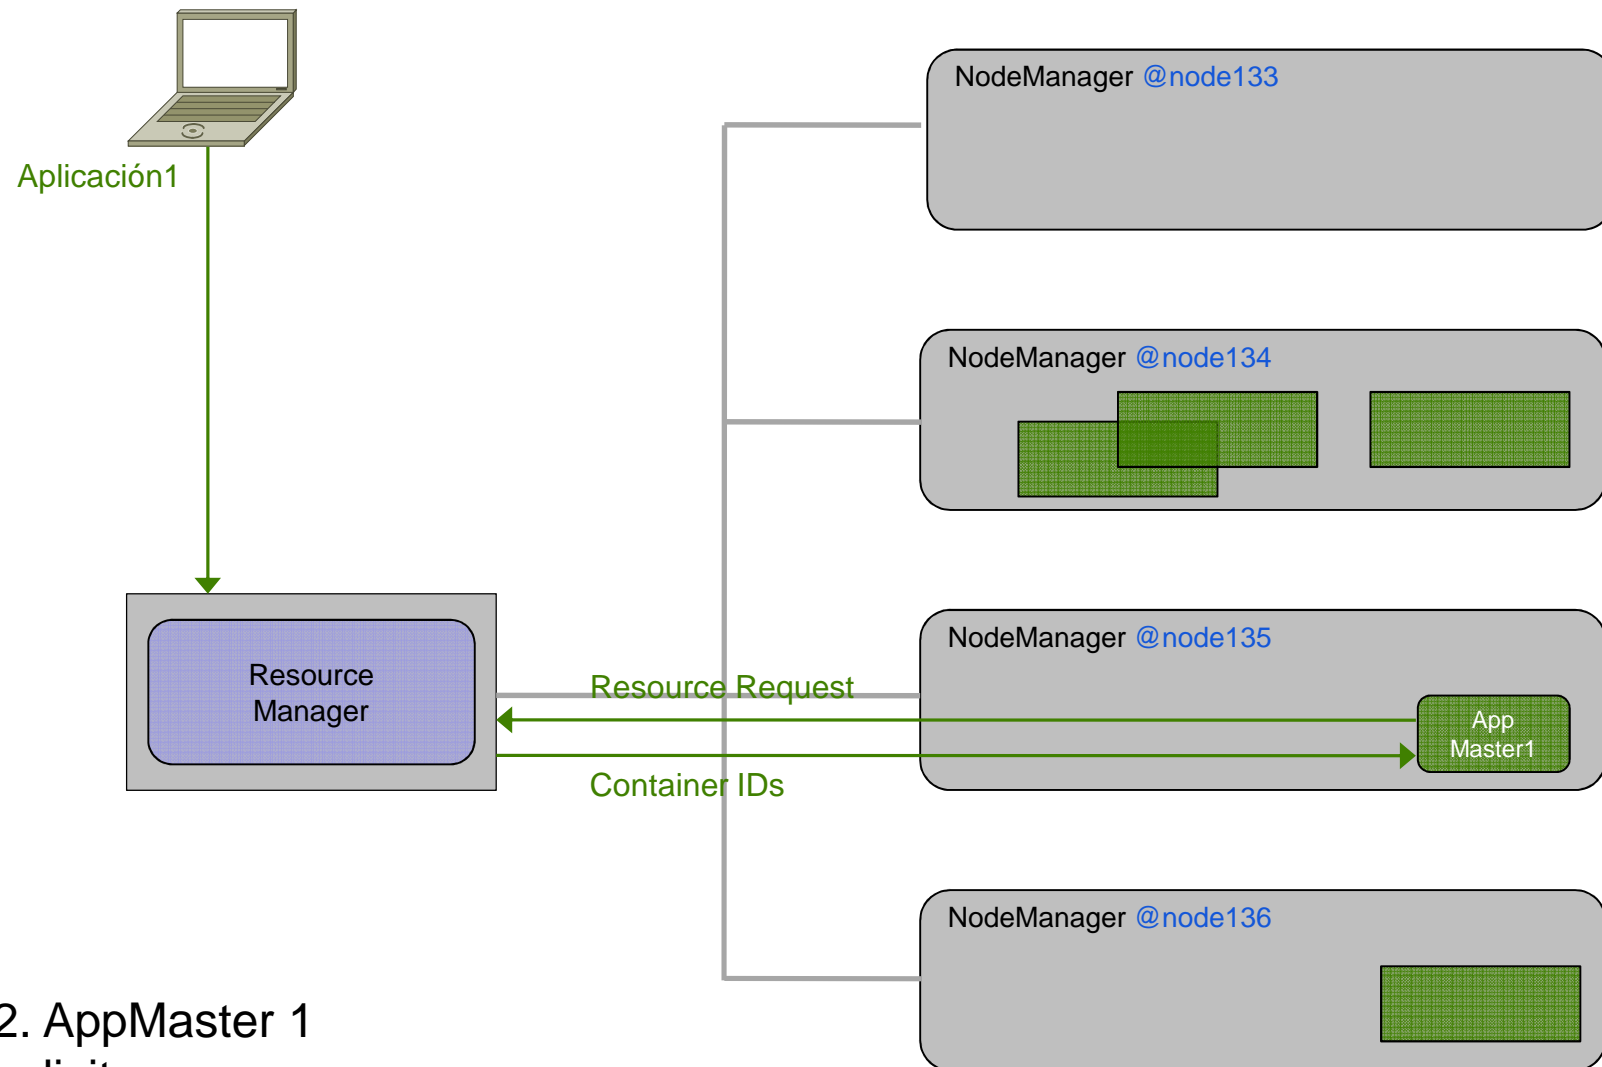 Aplicación1
NodeManager @node133
NodeManager @node134
NodeManager @node135
Resource
Manager
Resource Request
App
Master1
Container IDs
NodeManager @node136
2. AppMaster 1